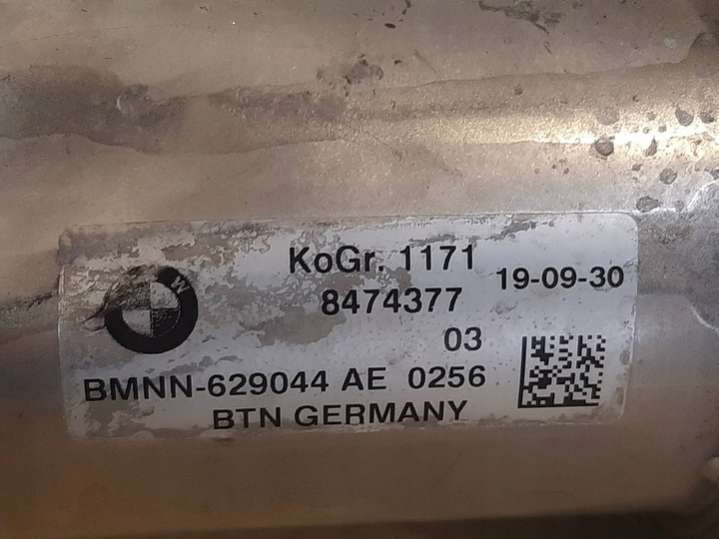 KoGr. 1171
19-09-30
8474377
03
BMNN-629044 AE 0256
BTN GERMANY